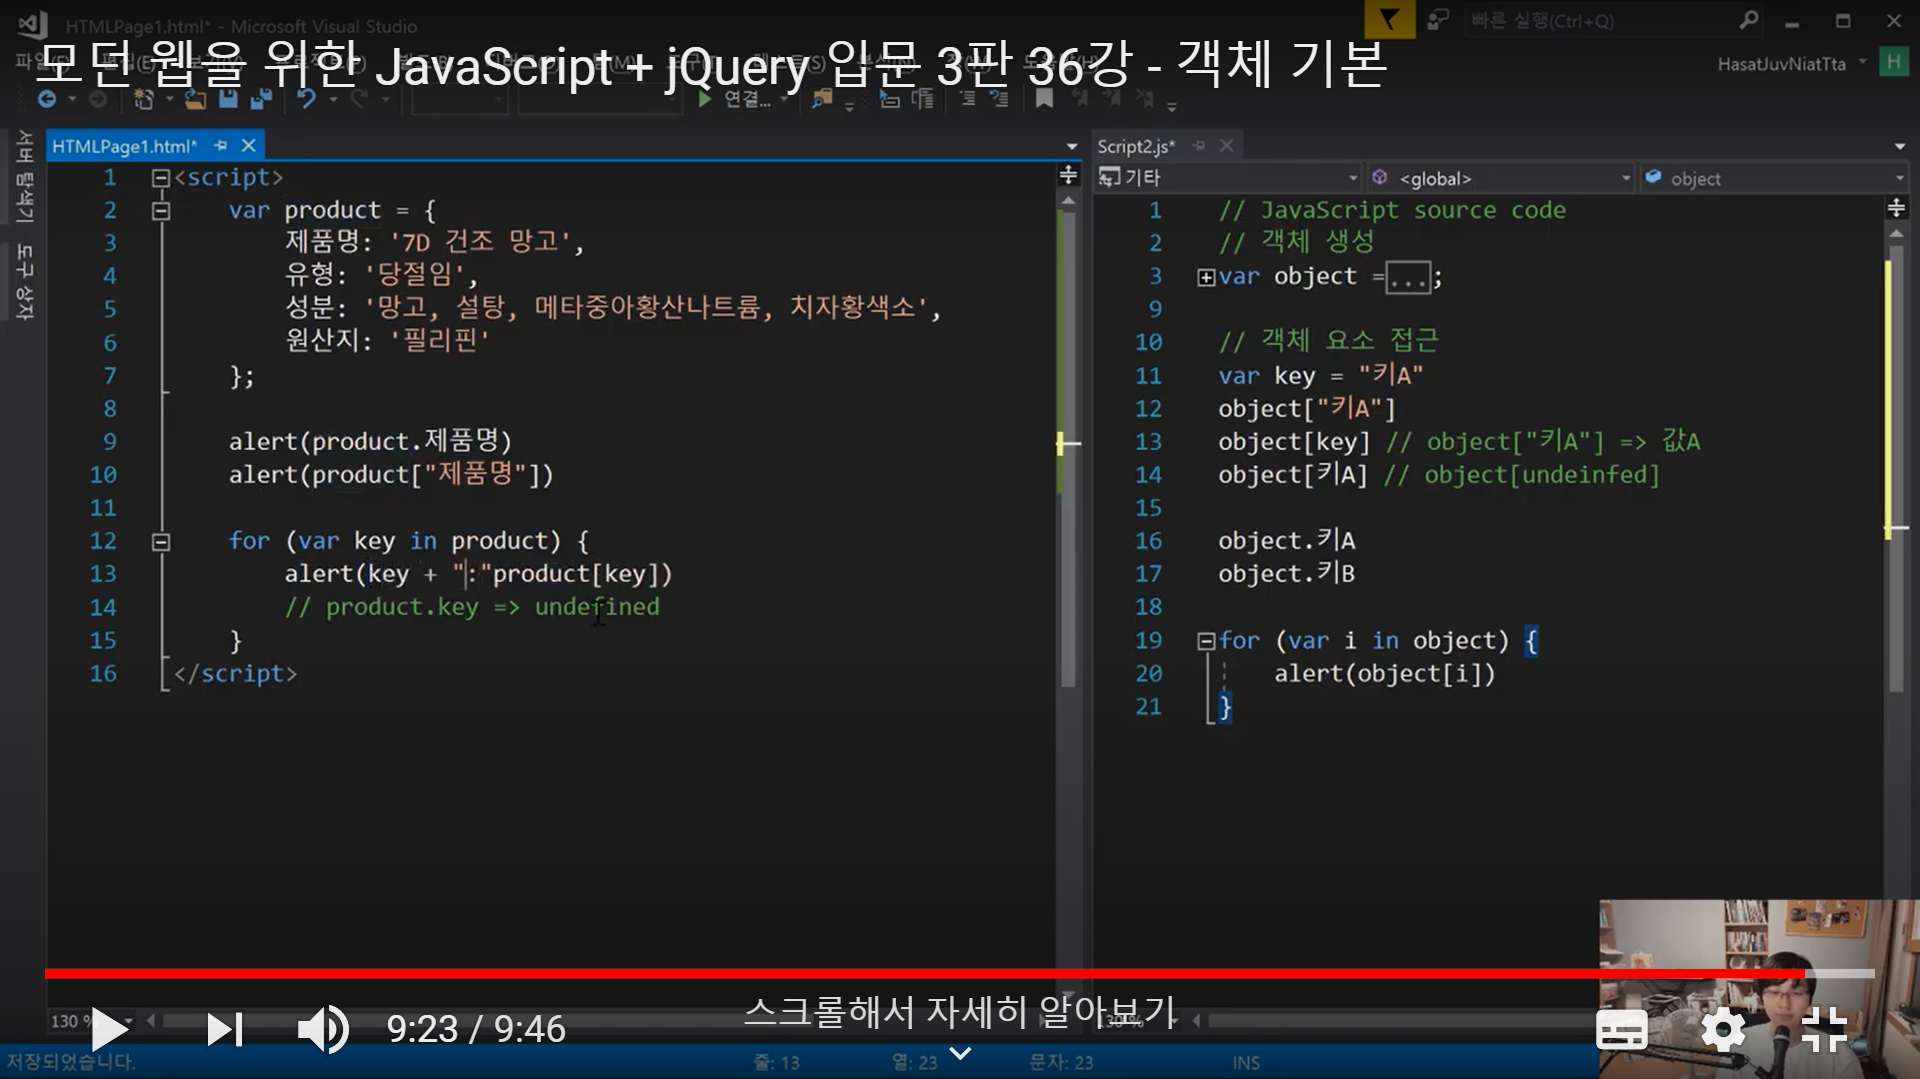 HTMLPage1.html* - Microsoft Visual Studio
빠른 실행(Ctrl+Q)
모던 웹을 위한 JavaScript + jQuery 입문 3판 36강 - 객체 기본
HasatJuvNiatTta
H
연결...
서버 탐색기
도구 상자
HTMLPage1.html*
1 <script>
2 var product = {
3 제품명: '7D 건조 망고',
4 유형: '당절임',
5 성분: '망고, 설탕, 메타중아황산나트륨, 치자황색소',
6 원산지: '필리핀'
7 };
8
9 alert(product.제품명)
10 alert(product["제품명"])
11
12 for (var key in product) {
13 alert(key + ":"product[key])
14 // product.key => undefined
15 }
16 </script>
Script2.js*
기타 <global> object
1 // JavaScript source code
2 // 객체 생성
3 var object =...;
9
10 // 객체 요소 접근
11 var key = "키A"
12 object["키A"]
13 object[key] // object["키A"] => 값A
14 object[키A] // object[undeinfed]
15
16 object.키A
17 object.키B
18
19 for (var i in object) {
20 alert(object[i])
21 }
스크롤해서 자세히 알아보기
130 %
130 %
9:23 / 9:46
저장되었습니다.
줄: 13 열: 23 문자: 23 INS